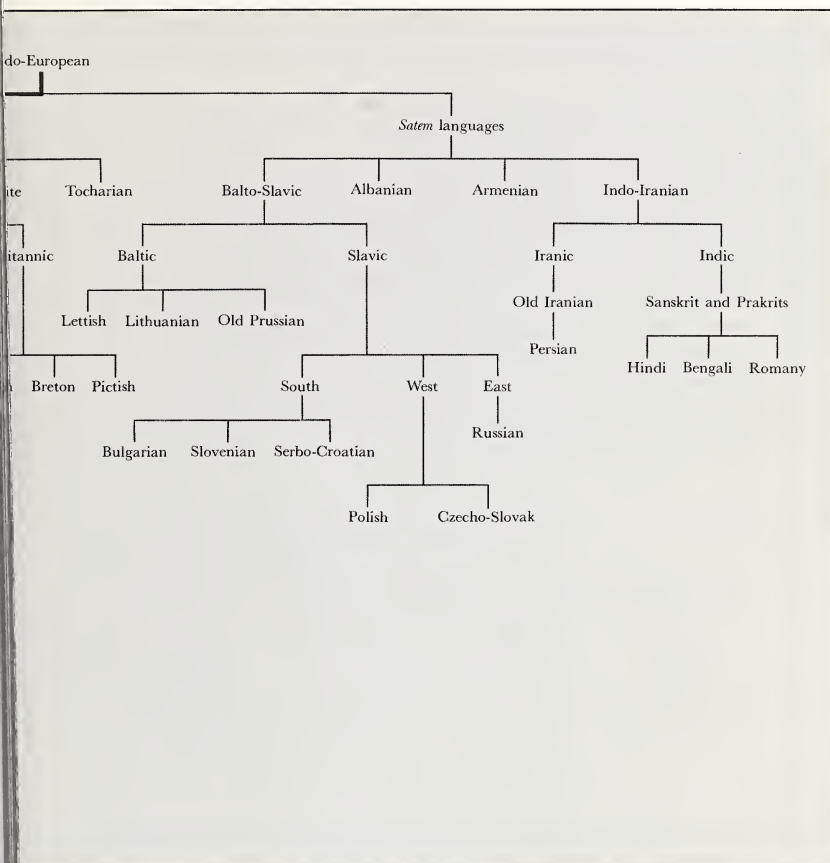 do-European
Satem languages
ite Tocharian Balto-Slavic Albanian Armenian Indo-Iranian
itannic Baltic Slavic Iranic Indic
Old Iranian Sanskrit and Prakrits
Lettish Lithuanian Old Prussian
Persian
Hindi Bengali Romany
Breton Pictish South West East
Russian
Bulgarian Slovenian Serbo-Croatian
Polish Czecho-Slovak